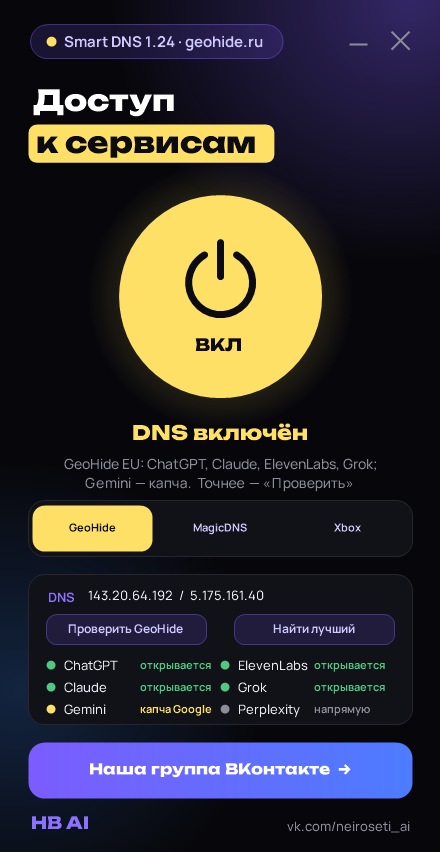 Smart DNS 1.24 · geohide.ru
Доступ
к сервисам
ВКЛ
DNS включён
GeoHide EU: ChatGPT, Claude, ElevenLabs, Grok;
Gemini — капча. Точнее — «Проверить»
GeoHide MagicDNS Xbox
DNS 143.20.64.192 / 5.175.161.40
Проверить GeoHide Найти лучший
ChatGPT открывается ElevenLabs открывается
Claude открывается Grok открывается
Gemini капча Google Perplexity напрямую
Наша группа ВКонтакте →
НВ AI vk.com/neiroseti_ai